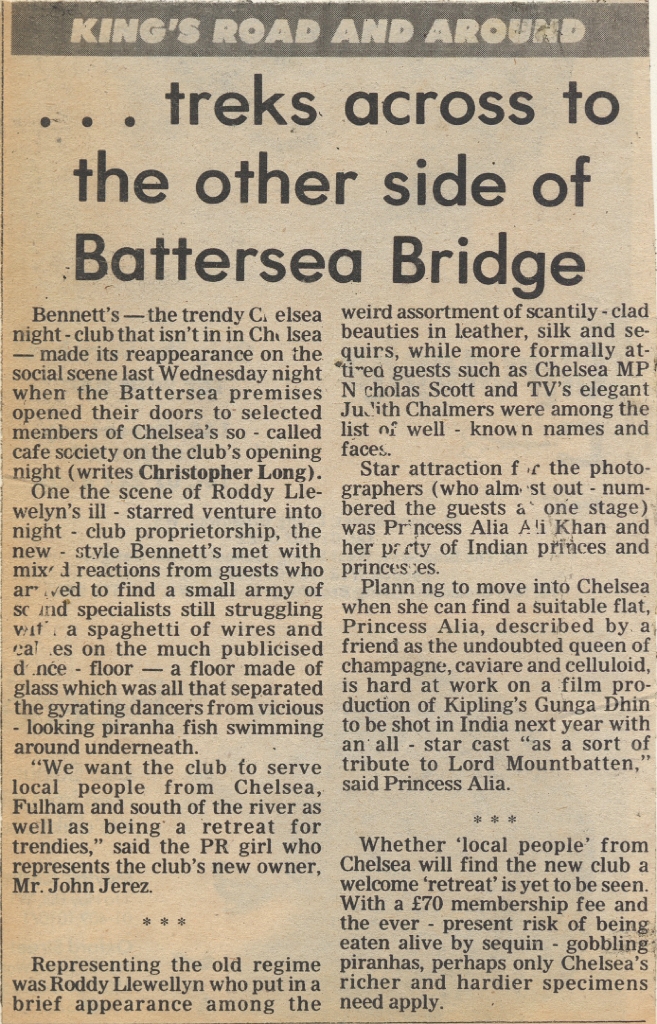 KING'S ROAD AND AROUND
. . . treks across to
the other side of
Battersea Bridge
Bennett's — the trendy C elsea
night - club that isn't in in Chelsea
— made its reappearance on the
social scene last Wednesday night
when the Battersea premises
opened their doors to selected
members of Chelsea's so - called
cafe society on the club's opening
night (writes Christopher Long).
One the scene of Roddy Lle-
welyn's ill - starred venture into
night - club proprietorship, the
new - style Bennett's met with
mixed reactions from guests who
arrived to find a small army of
sound specialists still struggling
with a spaghetti of wires and
cables on the much publicised
dance - floor — a floor made of
glass which was all that separated
the gyrating dancers from vicious
- looking piranha fish swimming
around underneath.
"We want the club to serve
local people from Chelsea,
Fulham and south of the river as
well as being a retreat for
trendies," said the PR girl who
represents the club's new owner,
Mr. John Jerez.
* * *
Representing the old regime
was Roddy Llewellyn who put in a
brief appearance among the
weird assortment of scantily - clad
beauties in leather, silk and se-
quirs, while more formally at-
tired guests such as Chelsea MP
N cholas Scott and TV's elegant
Judith Chalmers were among the
list of well - known names and
faces.
Star attraction for the photo-
graphers (who almost out - num-
bered the guests at one stage)
was Princess Alia Ali Khan and
her party of Indian princes and
princesses.
Plann ng to move into Chelsea
when she can find a suitable flat,
Princess Alia, described by a
friend as the undoubted queen of
champagne, caviare and celluloid,
is hard at work on a film pro-
duction of Kipling's Gunga Dhin
to be shot in India next year with
an all - star cast "as a sort of
tribute to Lord Mountbatten,"
said Princess Alia.
* * *
Whether 'local people' from
Chelsea will find the new club a
welcome 'retreat' is yet to be seen.
With a £70 membership fee and
the ever - present risk of being
eaten alive by sequin - gobbling
piranhas, perhaps only Chelsea's
richer and hardier specimens
need apply.